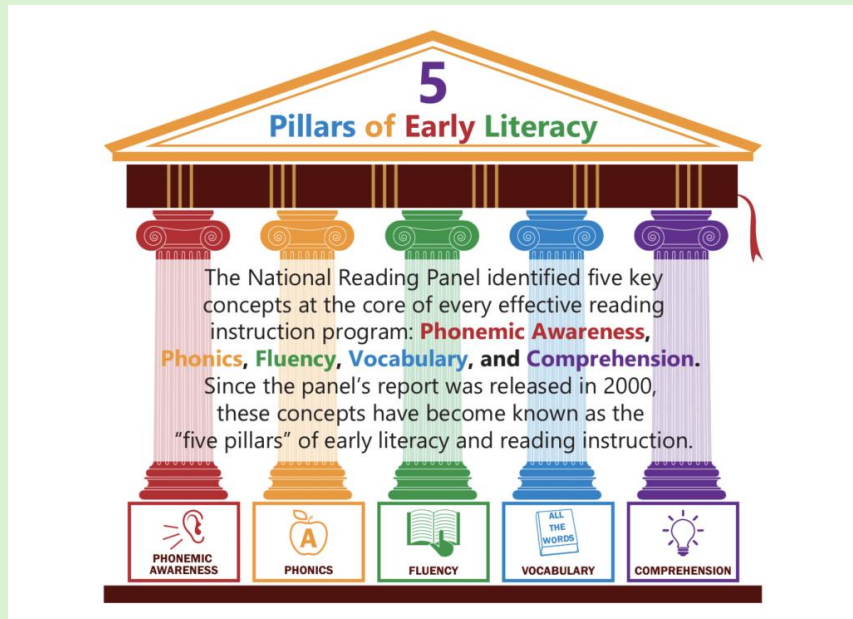 5
Pillars of Early Literacy
The National Reading Panel identified five key
concepts at the core of every effective reading
instruction program: Phonemic Awareness,
Phonics, Fluency, Vocabulary, and Comprehension.
Since the panel’s report was released in 2000,
these concepts have become known as the
“five pillars” of early literacy and reading instruction.
PHONEMIC
AWARENESS
A
PHONICS
FLUENCY
ALL
THE
WORDS
VOCABULARY
COMPREHENSION